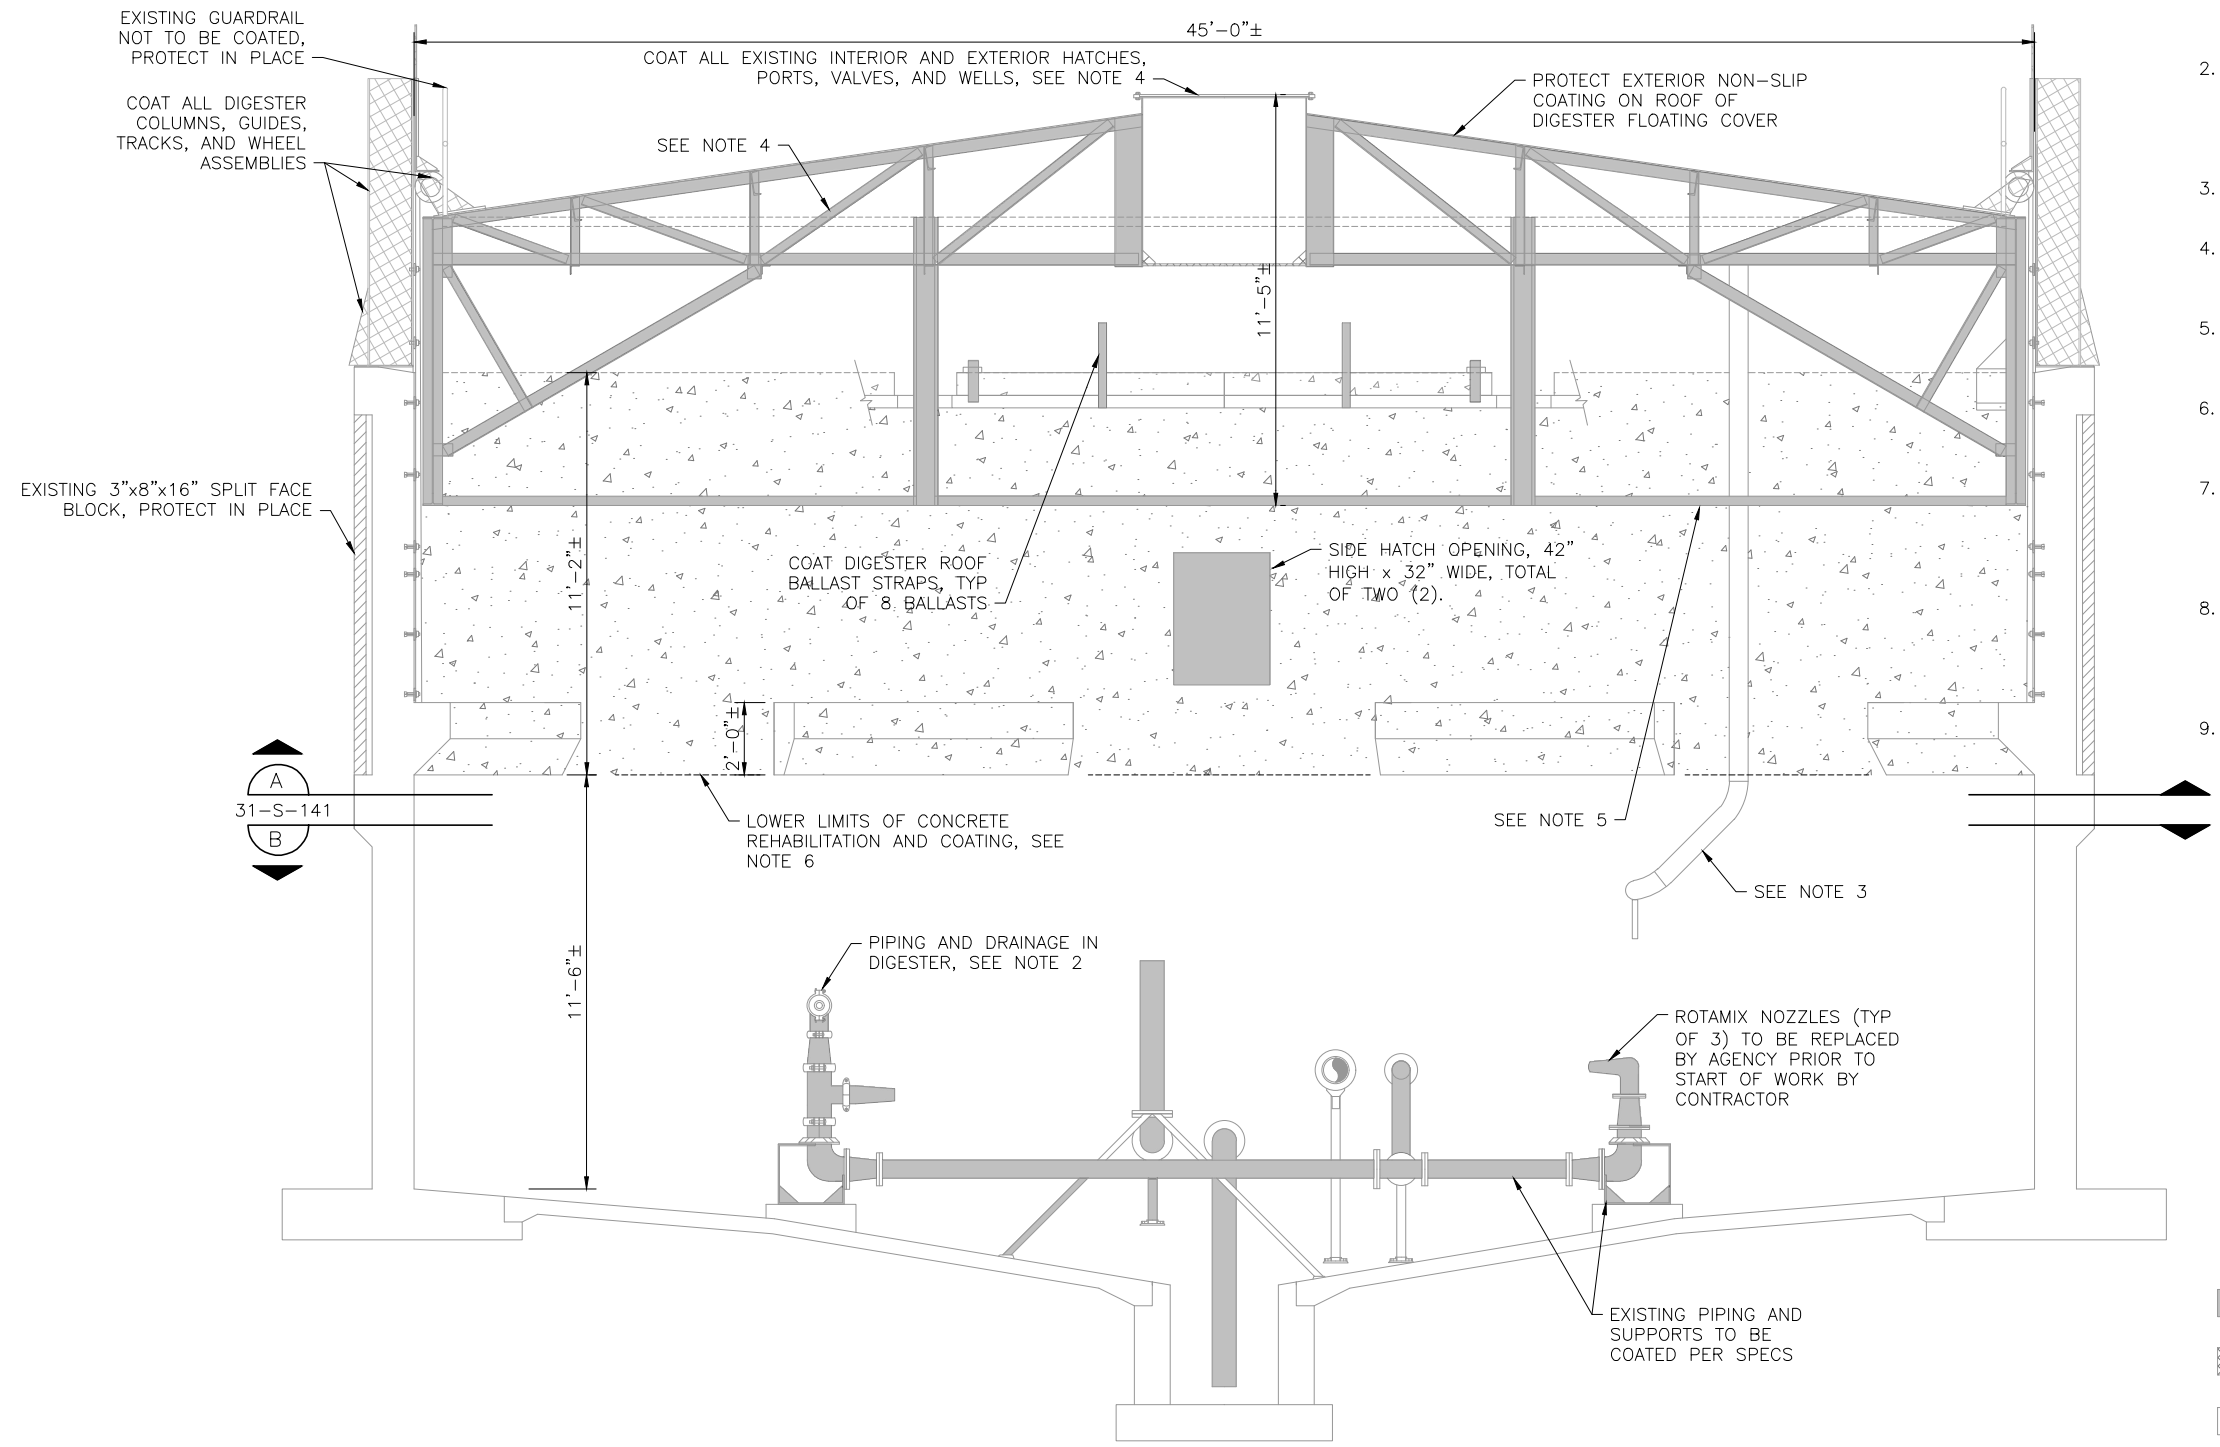 EXISTING GUARDRAIL
NOT TO BE COATED,
PROTECT IN PLACE
COAT ALL DIGESTER
COLUMNS, GUIDES,
TRACKS, AND WHEEL
ASSEMBLIES
45'-0"±
COAT ALL EXISTING INTERIOR AND EXTERIOR HATCHES,
PORTS, VALVES, AND WELLS, SEE NOTE 4
SEE NOTE 4
PROTECT EXTERIOR NON-SLIP
COATING ON ROOF OF
DIGESTER FLOATING COVER
11'-5"±
EXISTING 3"x8"x16" SPLIT FACE
BLOCK, PROTECT IN PLACE
11'-2"±
COAT DIGESTER ROOF
BALLAST STRAPS, TYP
OF 8 BALLASTS
SIDE HATCH OPENING, 42"
HIGH x 32" WIDE, TOTAL
OF TWO (2).
2'-0"±
A
31-S-141
B
LOWER LIMITS OF CONCRETE
REHABILITATION AND COATING, SEE
NOTE 6
SEE NOTE 5
SEE NOTE 3
11'-6"±
PIPING AND DRAINAGE IN
DIGESTER, SEE NOTE 2
ROTAMIX NOZZLES (TYP
OF 3) TO BE REPLACED
BY AGENCY PRIOR TO
START OF WORK BY
CONTRACTOR
EXISTING PIPING AND
SUPPORTS TO BE
COATED PER SPECS
2.
3.
4.
5.
6.
7.
8.
9.